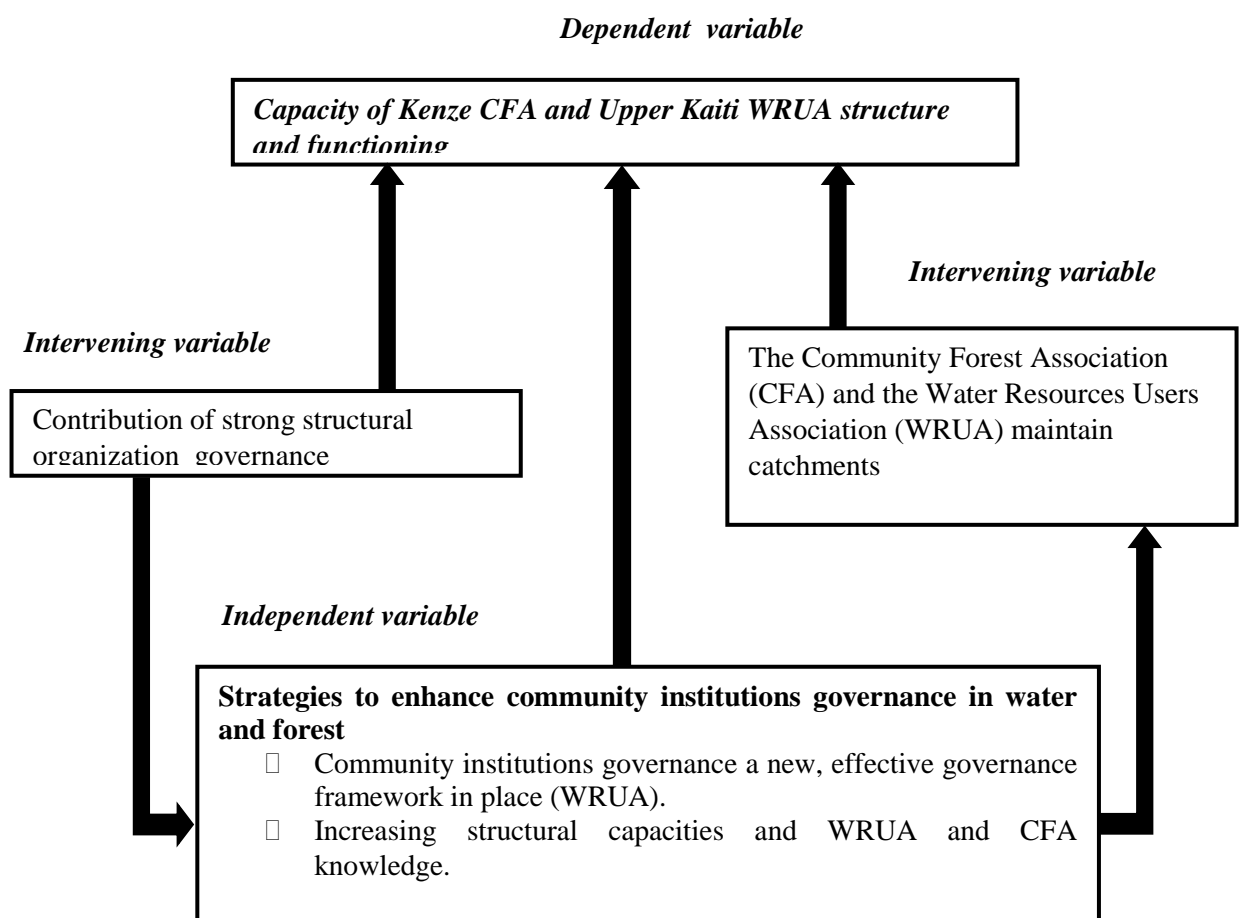 Dependent variable
Capacity of Kenze CFA and Upper Kaiti WRUA structure
and functioning
Intervening variable
Intervening variable
The Community Forest Association
(CFA) and the Water Resources Users
Association (WRUA) maintain
catchments
Contribution of strong structural
organization governance
Independent variable
Strategies to enhance community institutions governance in water
and forest
Community institutions governance a new, effective governance
framework in place (WRUA).
Increasing structural capacities and WRUA and CFA
knowledge.